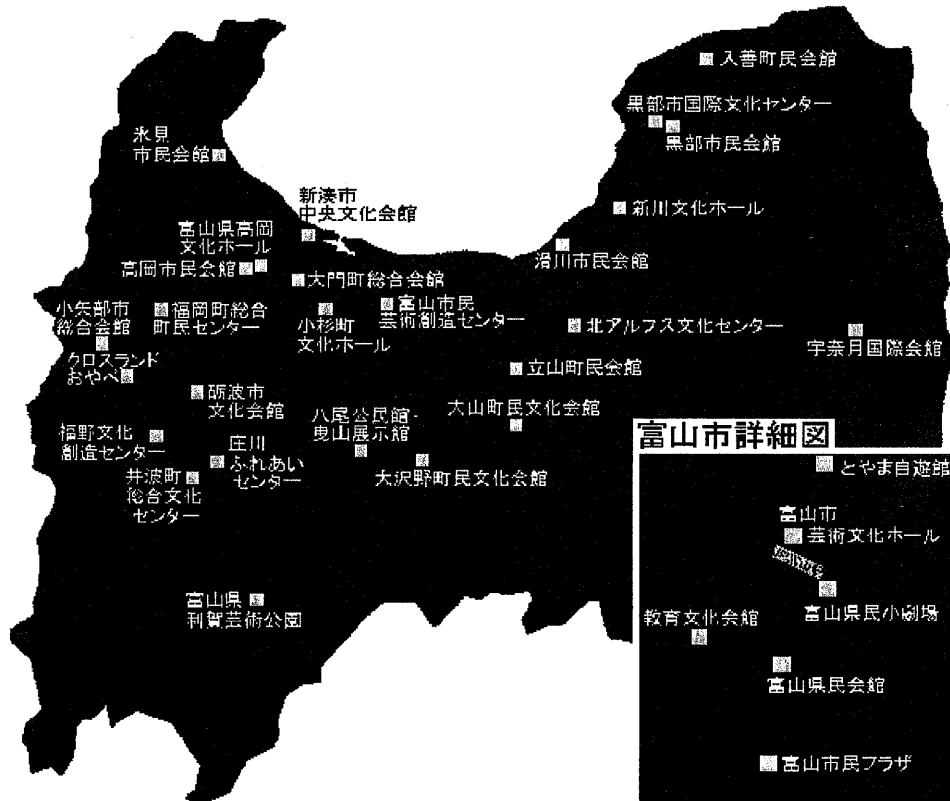 入善町民会館
黒部市国際文化センター
黒部市民会館
氷見
市民会館
新湊市
中央文化会館
新川文化ホール
富山県高岡
文化ホール
滑川市民会館
高岡市民会館
大門町総合会館
小矢部市
総合会館
福岡町総合
町民センター
小杉町
文化ホール
富山市民
芸術創造センター
北アルプス文化センター
宇奈月国際会館
クロスランド
おやべ
立山町民会館
砺波市
文化会館
八尾公民館・
曳山展示館
大山町民文化会館
福野文化
創造センター
庄川
ふれあい
センター
井波町
総合文化
センター
大沢野町民文化会館
富山県
利賀芸術公園
富山市詳細図
とやま自遊館
富山市
芸術文化ホール
富山県民小劇場
教育文化会館
富山県民会館
富山市民プラザ